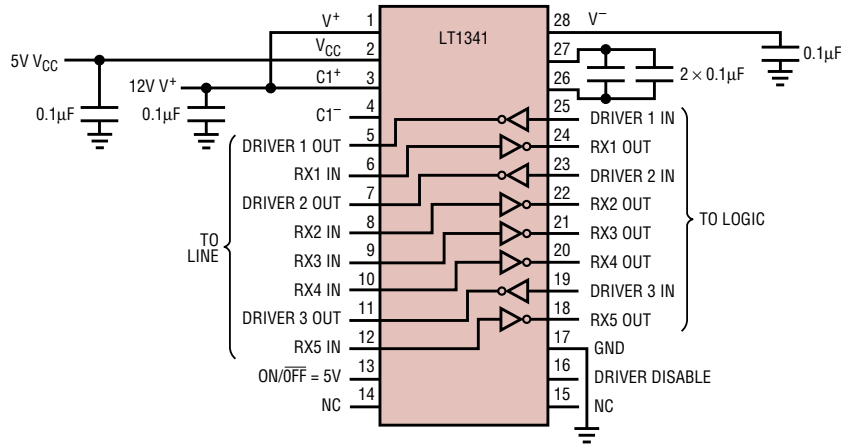 LT1341
V+ 1
VCC 2
5V VCC
C1+ 3
12V V+
0.1µF
0.1µF
C1− 4
DRIVER 1 OUT 5
RX1 IN 6
DRIVER 2 OUT 7
RX2 IN 8
RX3 IN 9
RX4 IN 10
DRIVER 3 OUT 11
RX5 IN 12
ON/OFF = 5V 13
NC 14
TO
LINE
28 V−
0.1µF
27
26
2 × 0.1µF
25 DRIVER 1 IN
24 RX1 OUT
23 DRIVER 2 IN
22 RX2 OUT
21 RX3 OUT
20 RX4 OUT
19 DRIVER 3 IN
18 RX5 OUT
17 GND
16 DRIVER DISABLE
15 NC
TO LOGIC